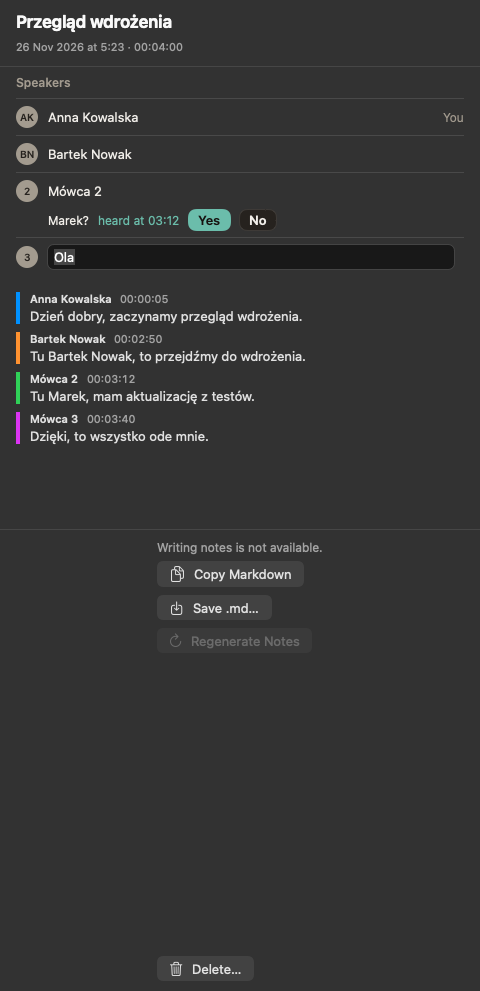 Przegląd wdrożenia
26 Nov 2026 at 5:23 · 00:04:00
Speakers
AK Anna Kowalska You
BN Bartek Nowak
2 Mówca 2
Marek? heard at 03:12 Yes No
3 Ola
Anna Kowalska 00:00:05
Dzień dobry, zaczynamy przegląd wdrożenia.
Bartek Nowak 00:02:50
Tu Bartek Nowak, to przejdźmy do wdrożenia.
Mówca 2 00:03:12
Tu Marek, mam aktualizację z testów.
Mówca 3 00:03:40
Dzięki, to wszystko ode mnie.
Writing notes is not available.
Copy Markdown
Save .md...
Regenerate Notes
Delete...